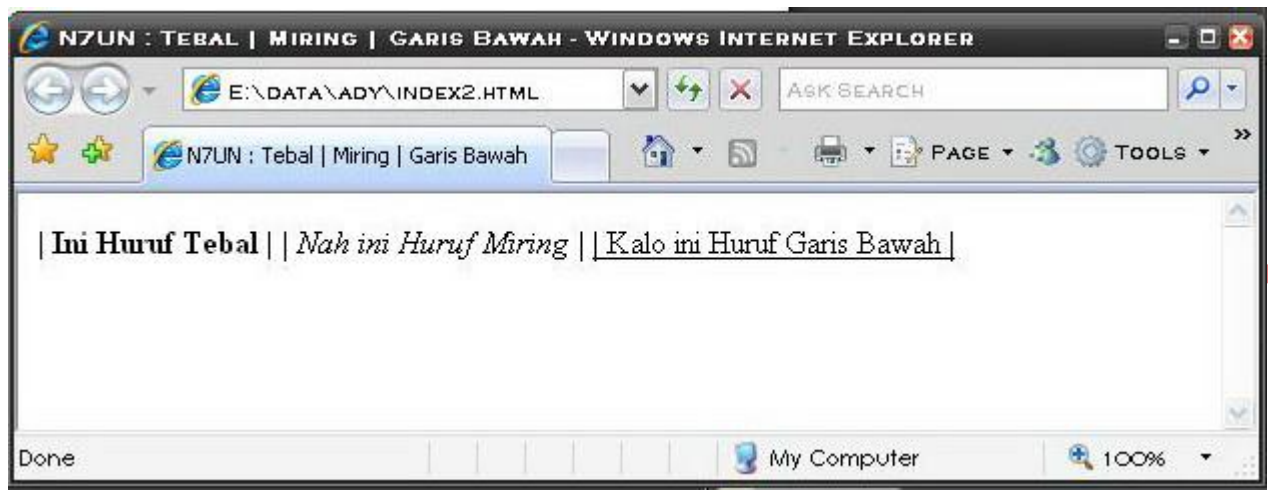 N7UN : Tebal | Miring | Garis Bawah - Windows Internet Explorer
E:\DATA\ADY\INDEX2.HTML
Ask Search
N7UN : Tebal | Miring | Garis Bawah
Page
Tools
| Ini Huruf Tebal | | Nah ini Huruf Miring | | Kalo ini Huruf Garis Bawah |
Done
My Computer
100%